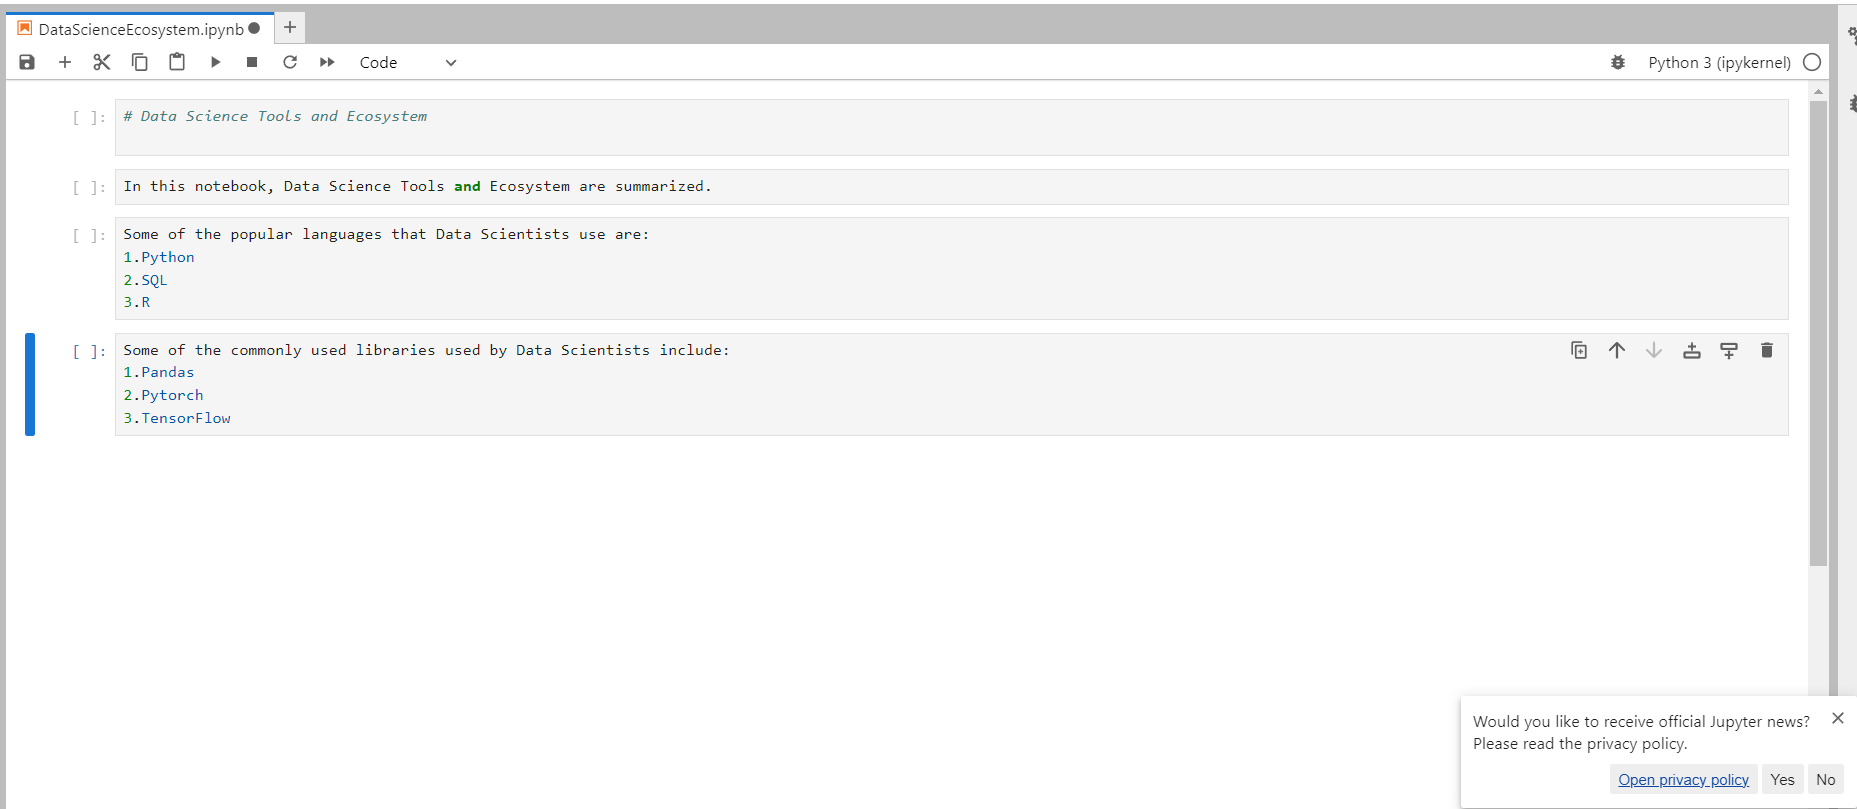 DataScienceEcosystem.ipynb
Code
Python 3 (ipykernel)
[ ]: # Data Science Tools and Ecosystem
[ ]: In this notebook, Data Science Tools and Ecosystem are summarized.
[ ]: Some of the popular languages that Data Scientists use are:
1.Python
2.SQL
3.R
[ ]: Some of the commonly used libraries used by Data Scientists include:
1.Pandas
2.Pytorch
3.TensorFlow
Would you like to receive official Jupyter news?
Please read the privacy policy.
Open privacy policy Yes No